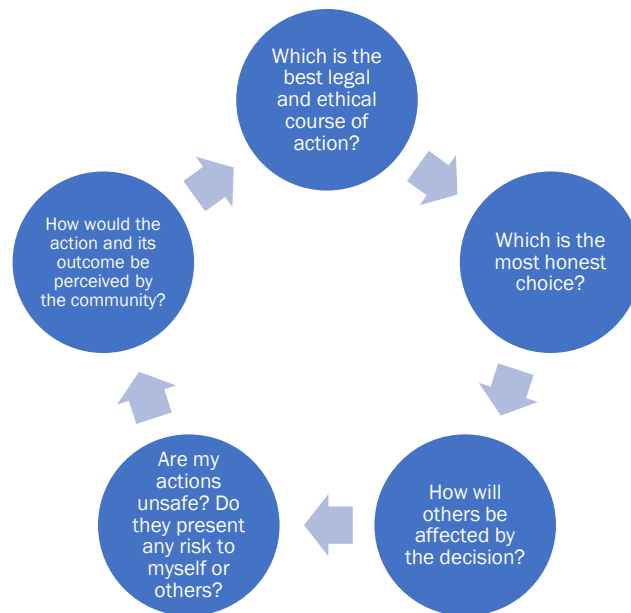 Which is the
best legal
and ethical
course of
action?
Which is the
most honest
choice?
How will
others be
affected by
the decision?
Are my
actions
unsafe? Do
they present
any risk to
myself or
others?
How would the
action and its
outcome be
perceived by
the community?